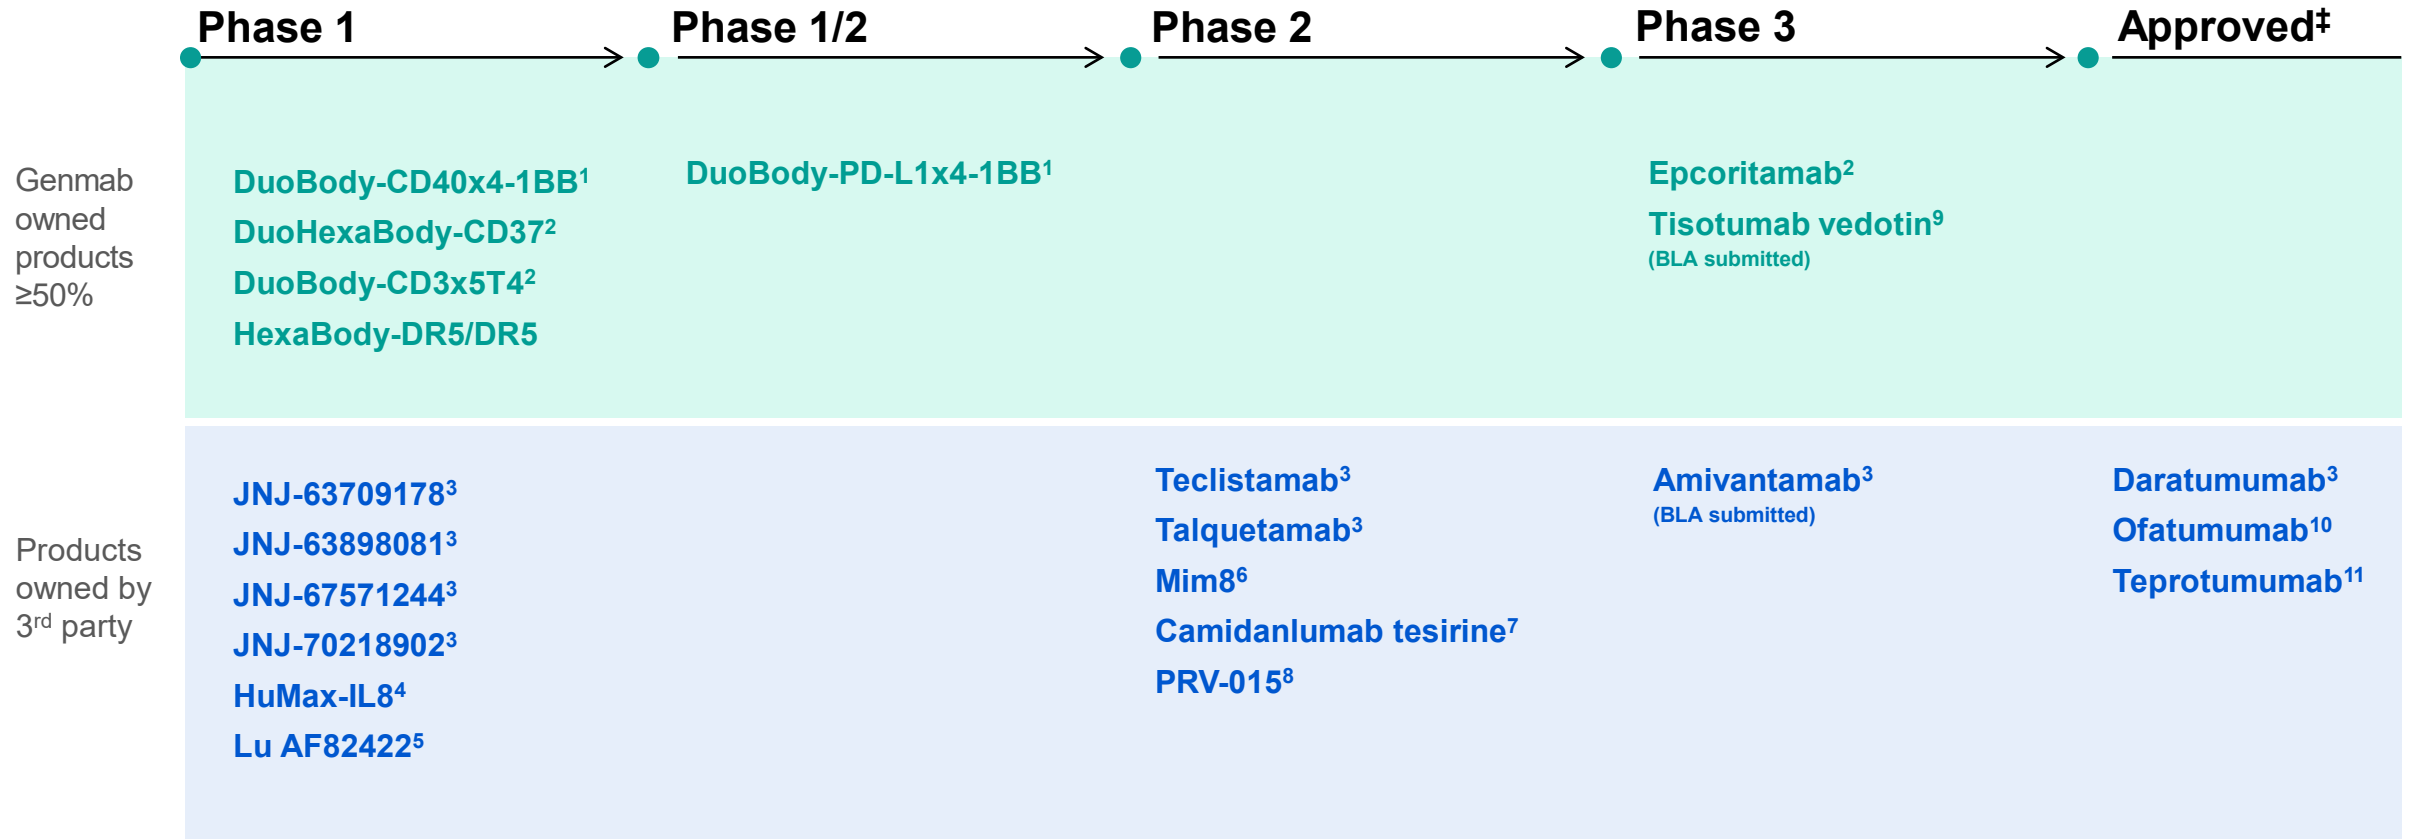 Phase 1
Phase 1/2
Phase 2
Phase 3
Approved‡
Genmab
owned
products
≥50%
DuoBody-CD40x4-1BB¹
DuoHexaBody-CD37²
DuoBody-CD3x5T4²
HexaBody-DR5/DR5
DuoBody-PD-L1x4-1BB¹
Epcoritamab²
Tisotumab vedotin⁹
(BLA submitted)
Products
owned by
3ʳᵈ party
JNJ-63709178³
JNJ-63898081³
JNJ-67571244³
JNJ-70218902³
HuMax-IL8⁴
Lu AF82422⁵
Teclistamab³
Talquetamab³
Mim8⁶
Camidanlumab tesirine⁷
PRV-015⁸
Amivantamab³
(BLA submitted)
Daratumumab³
Ofatumumab¹⁰
Teprotumumab¹¹